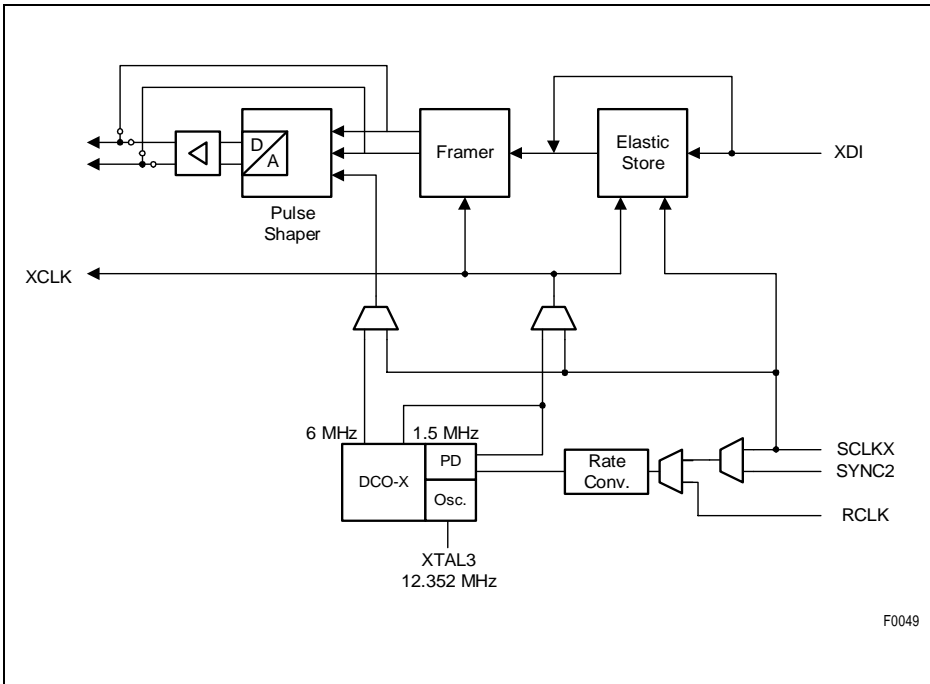 D
A
Pulse
Shaper
Framer
Elastic
Store
XDI
XCLK
6 MHz
1.5 MHz
DCO-X
PD
Osc.
XTAL3
12.352 MHz
Rate
Conv.
SCLKX
SYNC2
RCLK
F0049